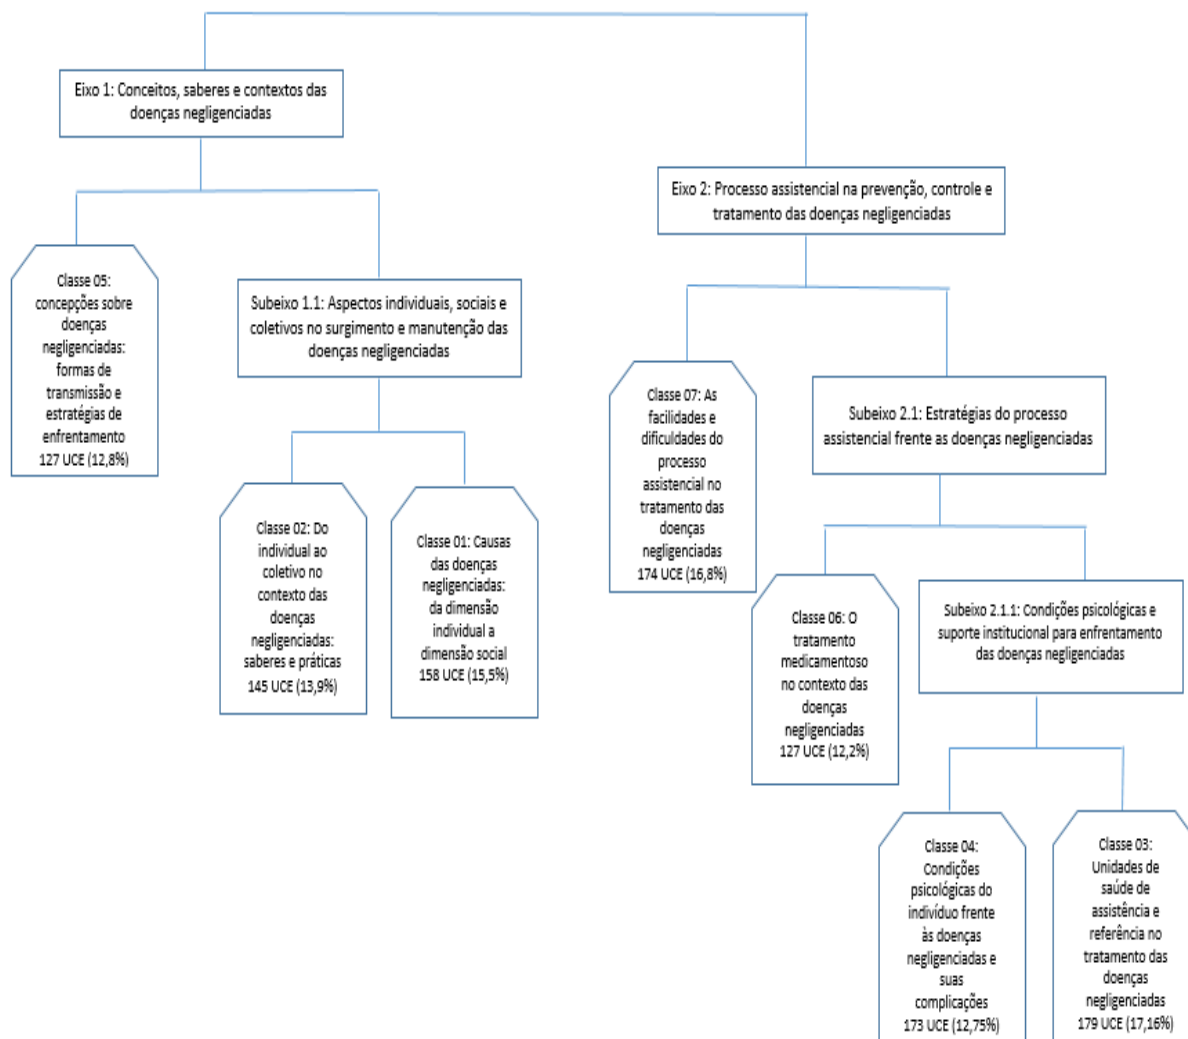 Eixo 1: Conceitos, saberes e contextos das
doenças negligenciadas
Eixo 2: Processo assistencial na prevenção, controle e
tratamento das doenças negligenciadas
Classe 05:
concepções sobre
doenças
negligenciadas:
formas de
transmissão e
estratégias de
enfrentamento
127 UCE (12,8%)
Subeixo 1.1: Aspectos individuais, sociais e
coletivos no surgimento e manutenção das
doenças negligenciadas
Classe 02: Do
individual ao
coletivo no
contexto das
doenças
negligenciadas:
saberes e práticas
145 UCE (13,9%)
Classe 01: Causas
das doenças
negligenciadas:
da dimensão
individual a
dimensão social
158 UCE (15,5%)
Classe 07: As
facilidades e
dificuldades do
processo
assistencial no
tratamento das
doenças
negligenciadas
174 UCE (16,8%)
Subeixo 2.1: Estratégias do processo
assistencial frente as doenças negligenciadas
Classe 06: O
tratamento
medicamentoso
no contexto das
doenças
negligenciadas
127 UCE (12,2%)
Subeixo 2.1.1: Condições psicológicas e
suporte institucional para enfrentamento
das doenças negligenciadas
Classe 04:
Condições
psicológicas do
indivíduo frente
às doenças
negligenciadas e
suas
complicações
173 UCE (12,75%)
Classe 03:
Unidades de
saúde de
assistência e
referência no
tratamento das
doenças
negligenciadas
179 UCE (17,16%)